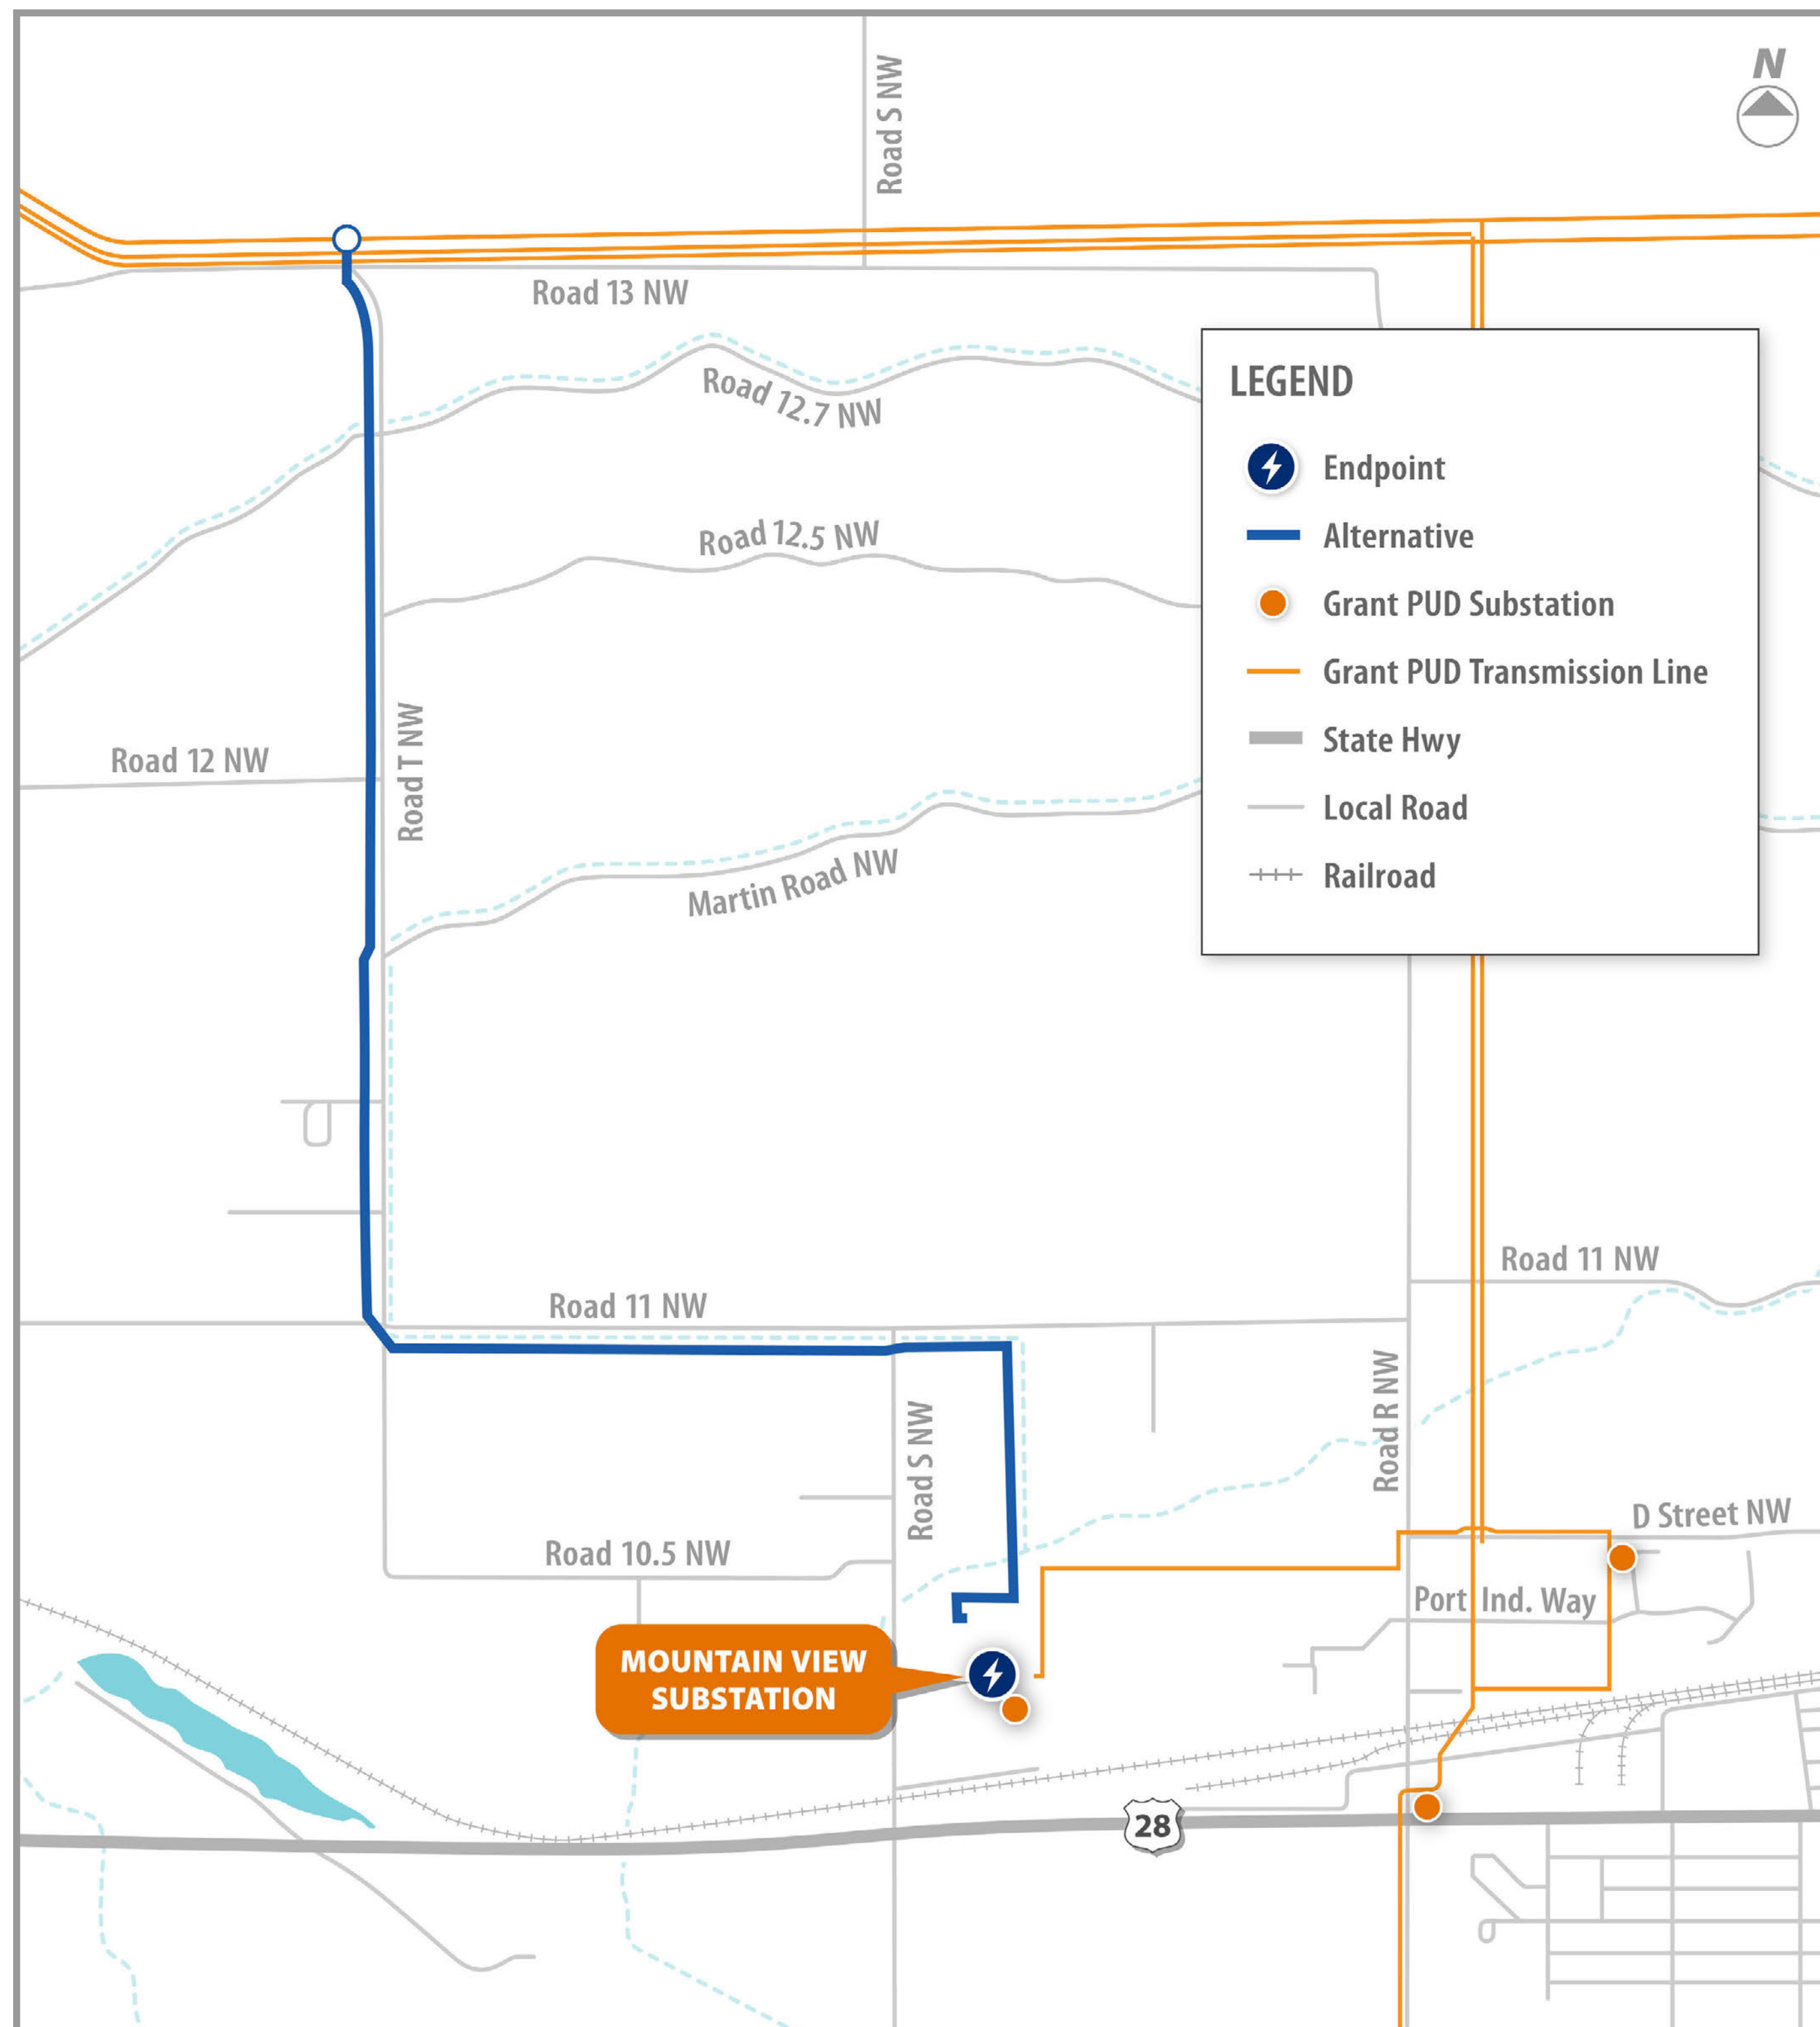 N
Road S NW
Road 13 NW
Road 12.7 NW
LEGEND
Endpoint
Road 12.5 NW
Alternative
Grant PUD Substation
Grant PUD Transmission Line
Road 12 NW
Road T NW
State Hwy
Local Road
Martin Road NW
Railroad
Road 11 NW
Road 11 NW
Road R NW
Road S NW
D Street NW
Road 10.5 NW
Port Ind. Way
MOUNTAIN VIEW
SUBSTATION
28